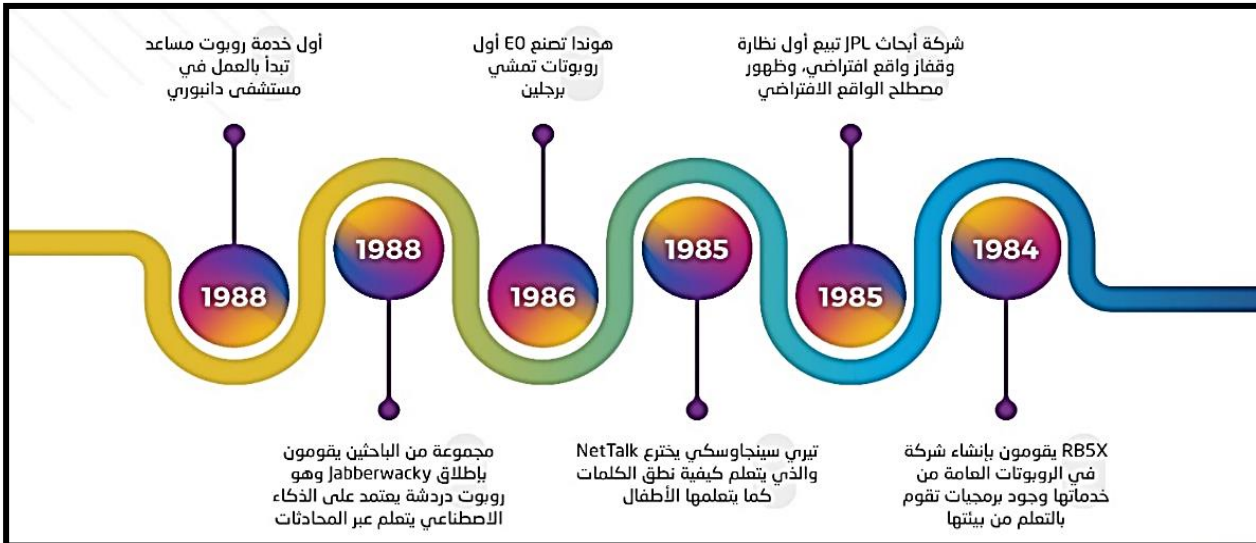 1984
RB5X يقومون بإنشاء شركة
في الروبوتات العامة من
خدماتها وجود برمجيات تقوم
بالتعلم من بيئتها
شركة أبحاث JPL تبيع أول نظارة
وقفاز واقع افتراضي، وظهور
مصطلح الواقع الافتراضي
1985
1985
تيري سينجاوسكي يخترع NetTalk
والذي يتعلم كيفية نطق الكلمات
كما يتعلمها الأطفال
هوندا تصنع E0 أول
روبوتات تمشي
برجلين
1986
1988
مجموعة من الباحثين يقومون
بإطلاق Jabberwacky وهو
روبوت دردشة يعتمد على الذكاء
الاصطناعي يتعلم عبر المحادثات
أول خدمة روبوت مساعد
تبدأ بالعمل في
مستشفى دانبوري
1988